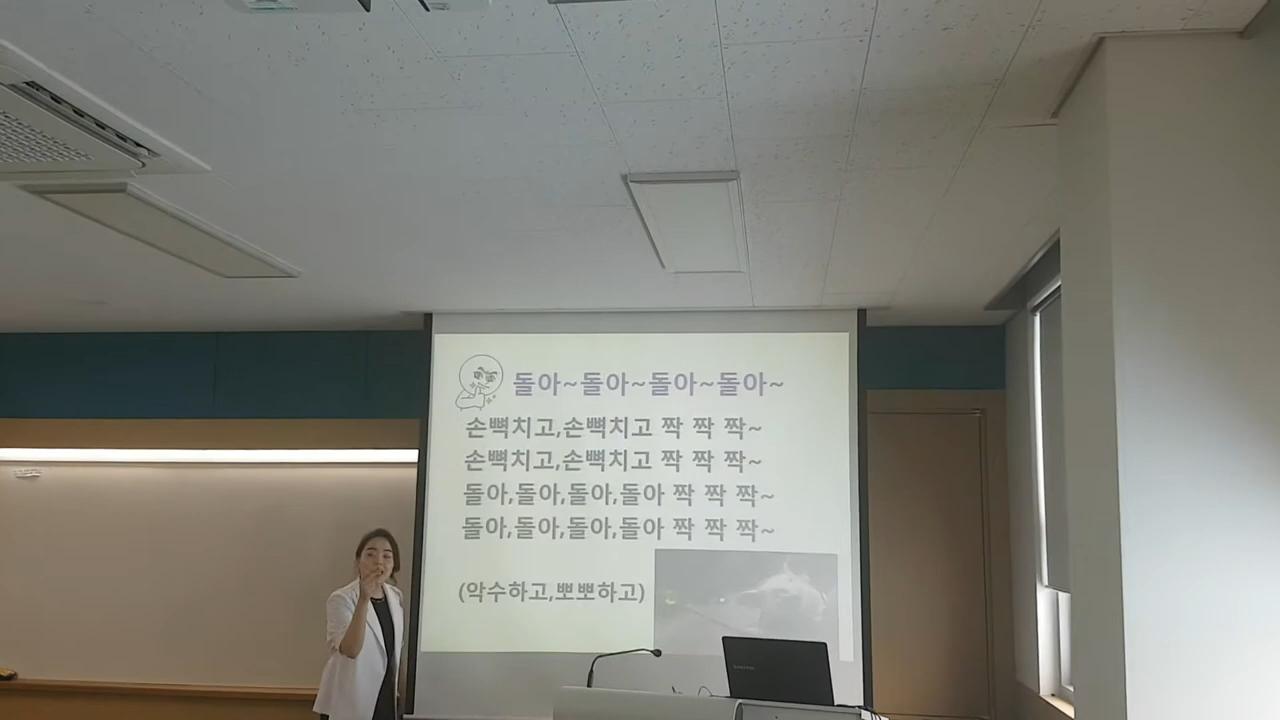 돌아~돌아~돌아~돌아~
손뼉치고,손뼉치고 짝 짝 짝~
손뼉치고,손뼉치고 짝 짝 짝~
돌아,돌아,돌아,돌아 짝 짝 짝~
돌아,돌아,돌아,돌아 짝 짝 짝~
(악수하고,뽀뽀하고)
SAMSUNG